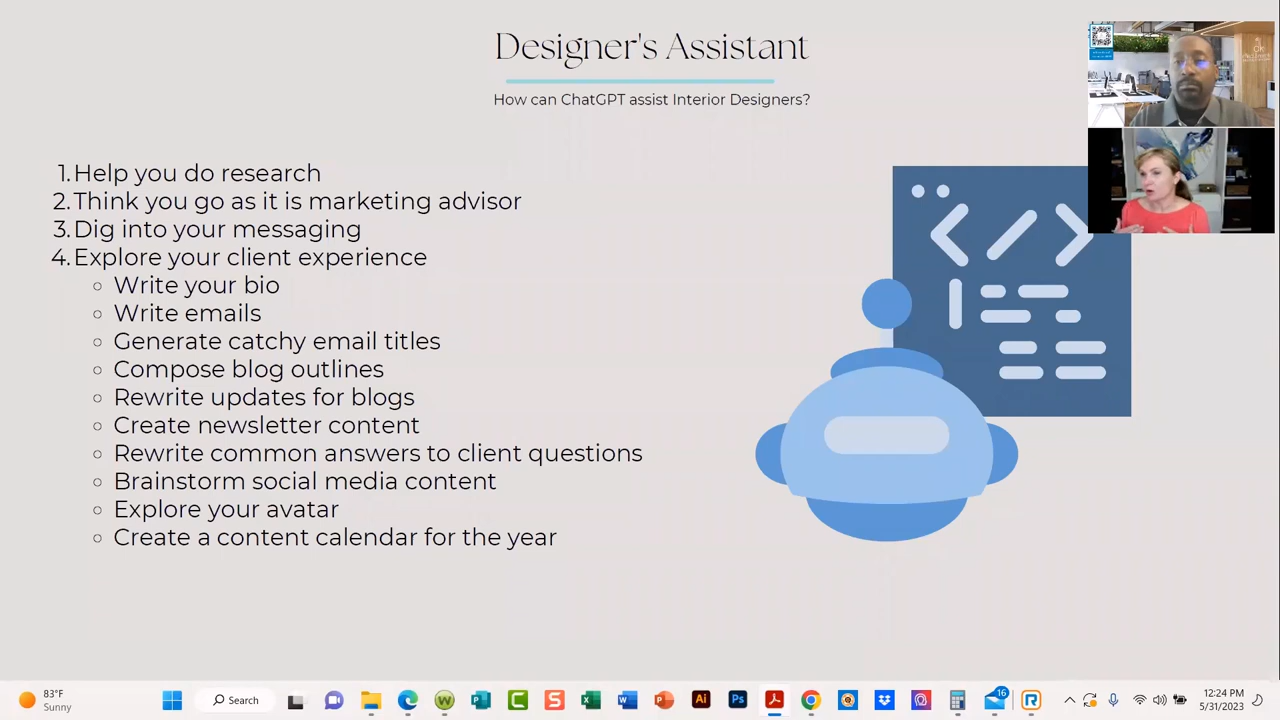 Designer's Assistant
How can ChatGPT assist Interior Designers?
1. Help you do research
2. Think you go as it is marketing advisor
3. Dig into your messaging
4. Explore your client experience
○ Write your bio
○ Write emails
○ Generate catchy email titles
○ Compose blog outlines
○ Rewrite updates for blogs
○ Create newsletter content
○ Rewrite common answers to client questions
○ Brainstorm social media content
○ Explore your avatar
○ Create a content calendar for the year
83°F
Sunny
Search
Ai
Ps
16
12:24 PM
5/31/2023